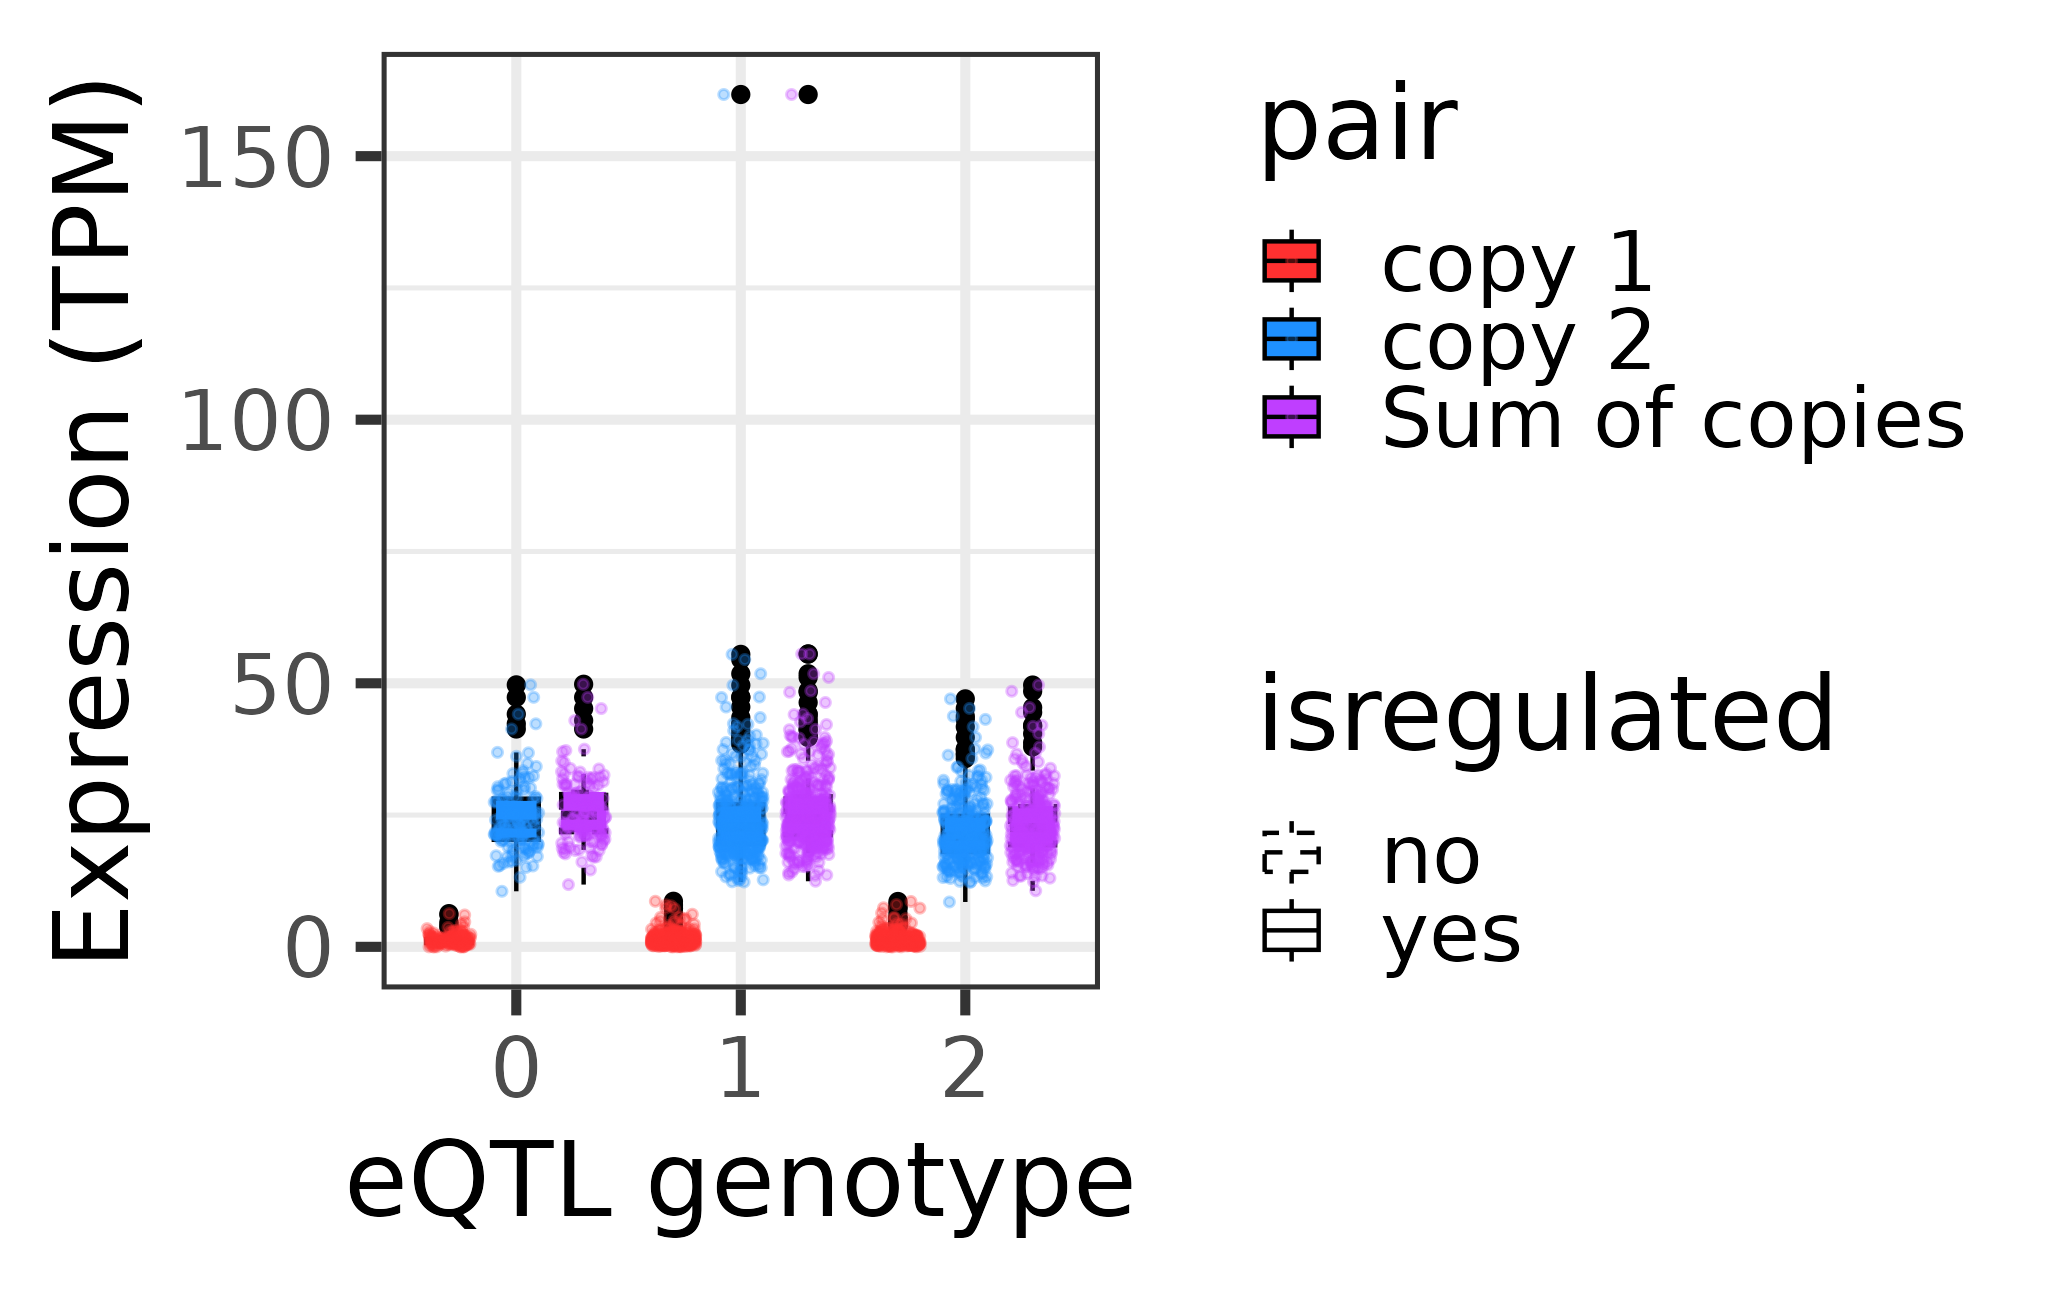 Expression (TPM)
150
100
50
0
0 1 2
eQTL genotype
pair
copy 1
copy 2
Sum of copies
isregulated
no
yes